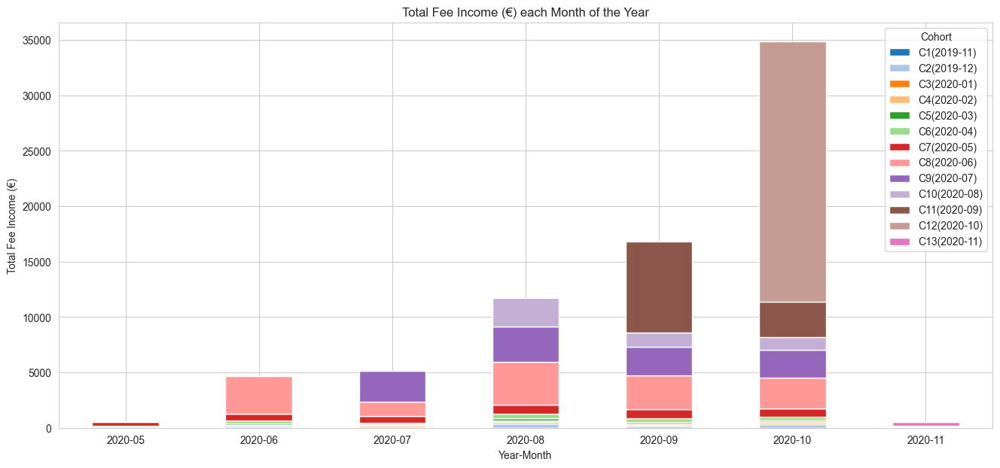 Total Fee Income (€) each Month of the Year
Total Fee Income (€)
35000
30000
25000
20000
15000
10000
5000
0
2020-05
2020-06
2020-07
2020-08
2020-09
2020-10
2020-11
Year-Month
Cohort
C1(2019-11)
C2(2019-12)
C3(2020-01)
C4(2020-02)
C5(2020-03)
C6(2020-04)
C7(2020-05)
C8(2020-06)
C9(2020-07)
C10(2020-08)
C11(2020-09)
C12(2020-10)
C13(2020-11)